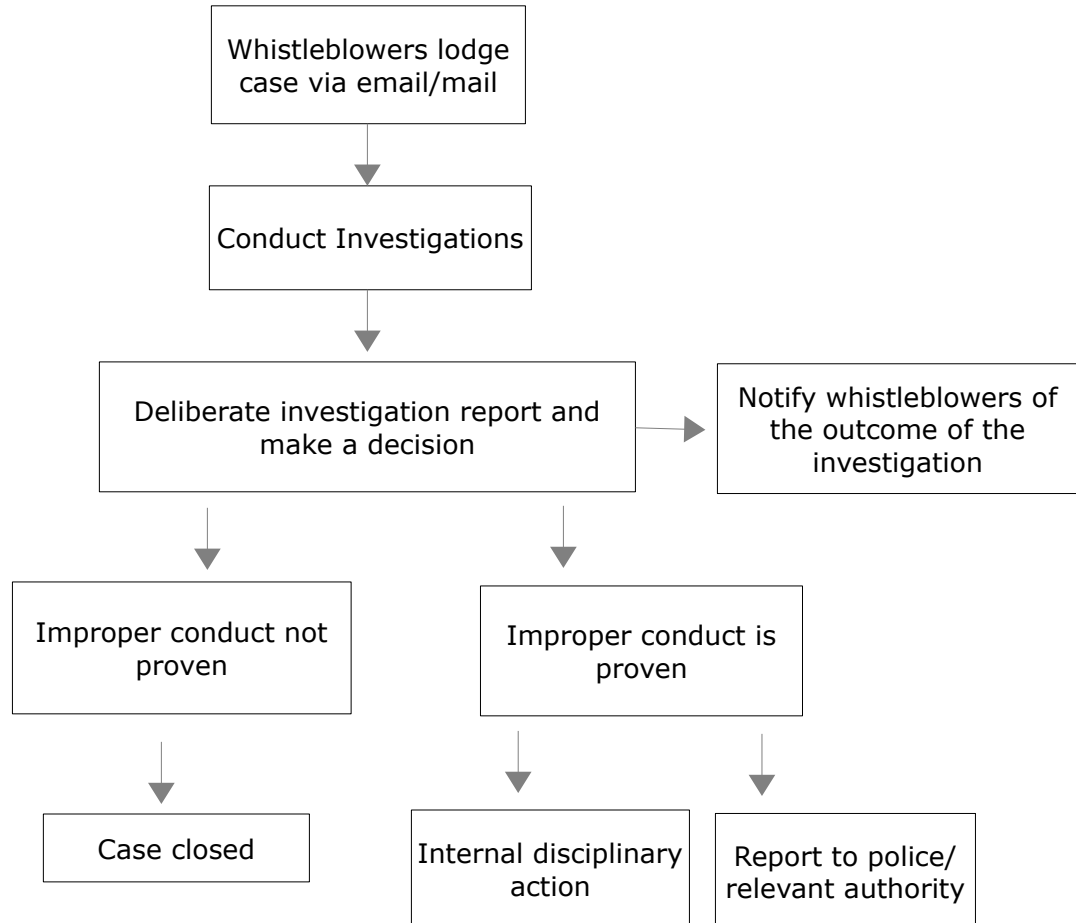 Whistleblowers lodge
case via email/mail
Conduct Investigations
Deliberate investigation report and
make a decision
Notify whistleblowers of
the outcome of the
investigation
Improper conduct not
proven
Improper conduct is
proven
Case closed
Internal disciplinary
action
Report to police/
relevant authority